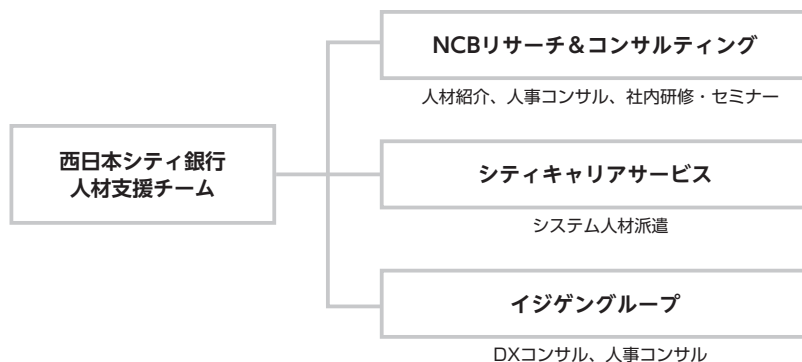 NCBリサーチ&コンサルティング
人材紹介、人事コンサル、社内研修・セミナー
西日本シティ銀行
人材支援チーム
シティキャリアサービス
システム人材派遣
イジゲングループ
DXコンサル、人事コンサル